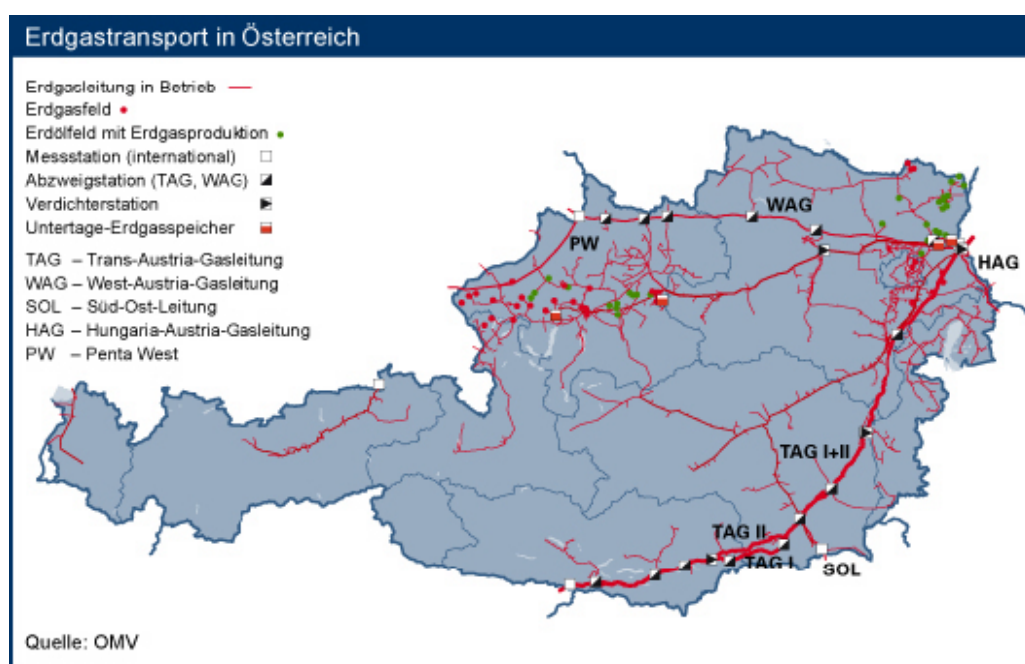 Erdgastransport in Österreich
Erdgasleitung in Betrieb
Erdgasfeld
Erdölfeld mit Erdgasproduktion
Messstation (international)
Abzweigstation (TAG, WAG)
Verdichterstation
Untertage-Erdgasspeicher
TAG – Trans-Austria-Gasleitung
WAG – West-Austria-Gasleitung
SOL – Süd-Ost-Leitung
HAG – Hungaria-Austria-Gasleitung
PW – Penta West
WAG
PW
HAG
TAG I+II
TAG II
TAG I
SOL
Quelle: OMV